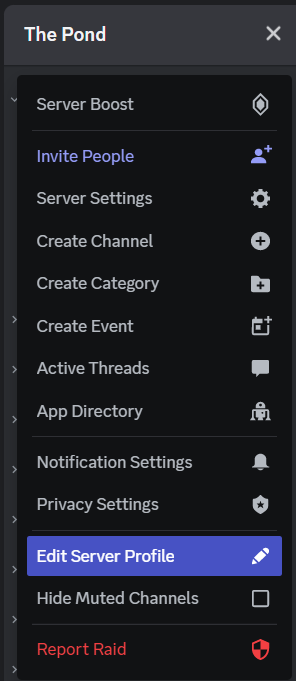 The Pond
Server Boost
Invite People
Server Settings
Create Channel
Create Category
Create Event
Active Threads
App Directory
Notification Settings
Privacy Settings
Edit Server Profile
Hide Muted Channels
Report Raid